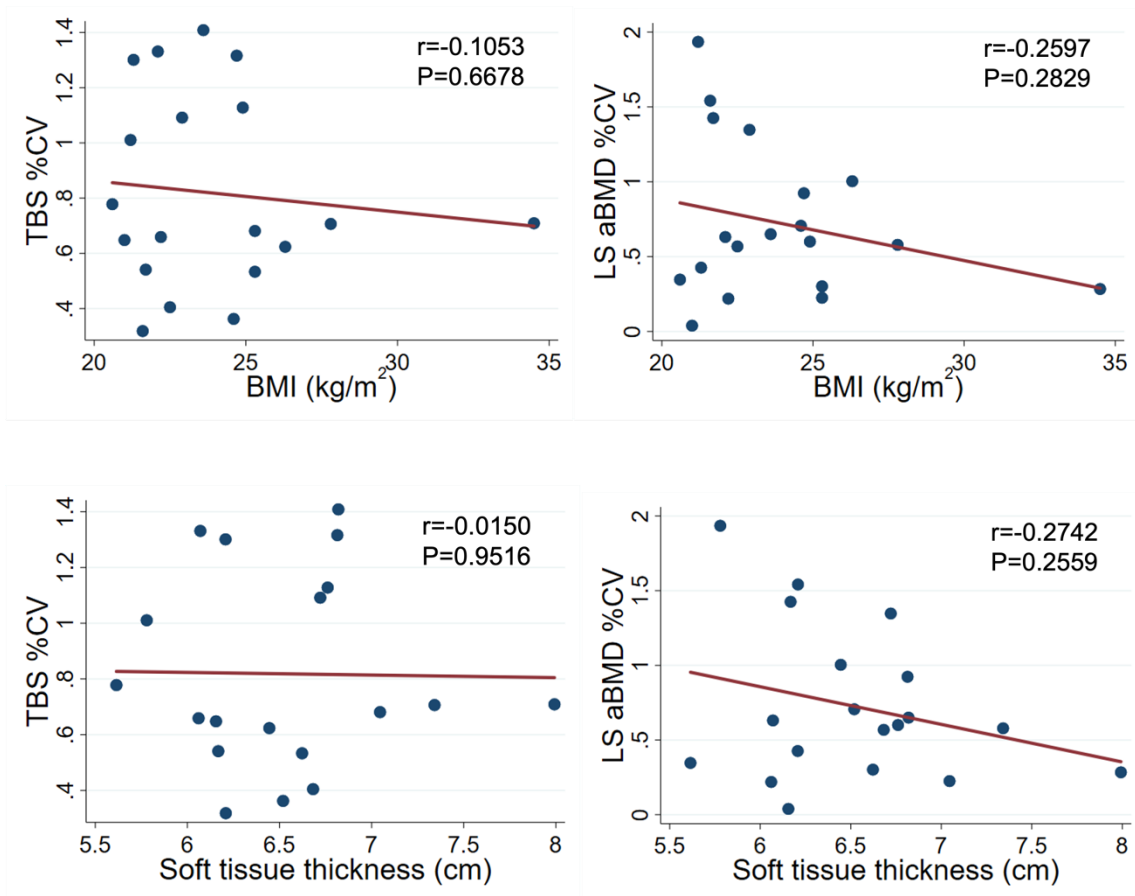 TBS %CV
1.4
1.2
1
.8
.6
.4
r=-0.1053
P=0.6678
20
25
30
35
BMI (kg/m2)
LS aBMD %CV
2
1.5
1
.5
0
r=-0.2597
P=0.2829
20
25
30
35
BMI (kg/m2)
TBS %CV
1.4
1.2
1
.8
.6
.4
r=-0.0150
P=0.9516
5.5
6
6.5
7
7.5
8
Soft tissue thickness (cm)
LS aBMD %CV
2
1.5
1
.5
0
r=-0.2742
P=0.2559
5.5
6
6.5
7
7.5
8
Soft tissue thickness (cm)